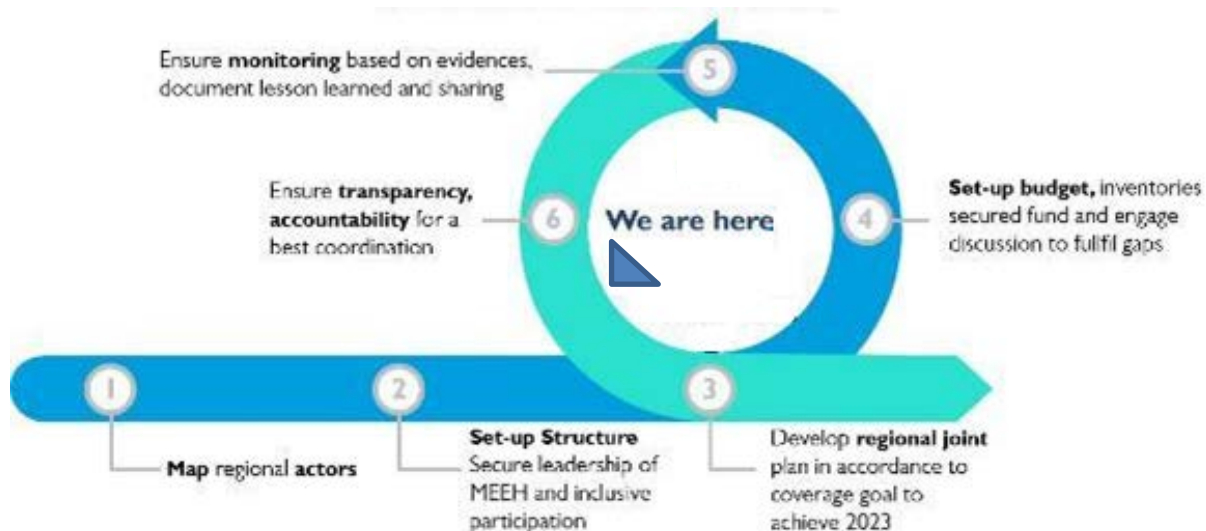 Ensure monitoring based on evidences,
document lesson learned and sharing
5
Ensure transparency,
accountability for a
best coordination
6
We are here
4
Set-up budget, inventories
secured fund and engage
discussion to fullfil gaps
1
Map regional actors
2
Set-up Structure
Secure leadership of
MEEH and inclusive
participation
3
Develop regional joint
plan in accordance to
coverage goal to
achieve 2023